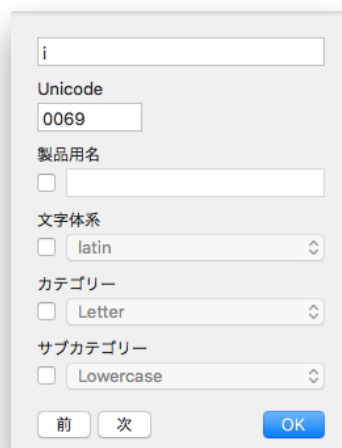 i
Unicode
0069
製品用名
文字体系
latin
カテゴリー
Letter
サブカテゴリー
Lowercase
前 次 OK